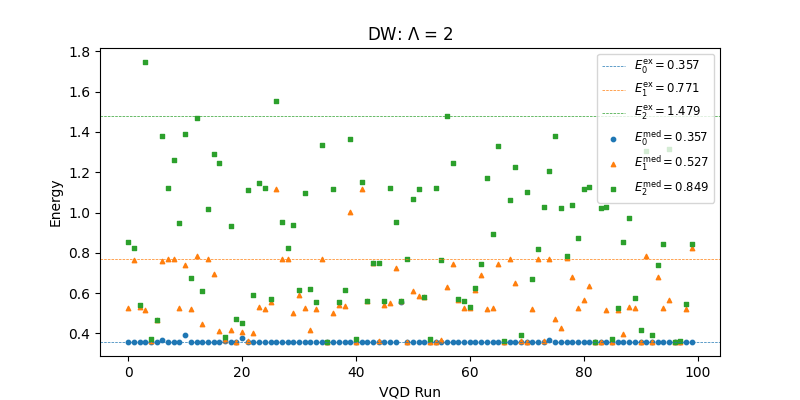 DW: Λ = 2
1.8
1.6
1.4
1.2
1.0
0.8
0.6
0.4
Energy
0
20
40
60
80
100
VQD Run
E_0^ex = 0.357
E_1^ex = 0.771
E_2^ex = 1.479
E_0^med = 0.357
E_1^med = 0.527
E_2^med = 0.849